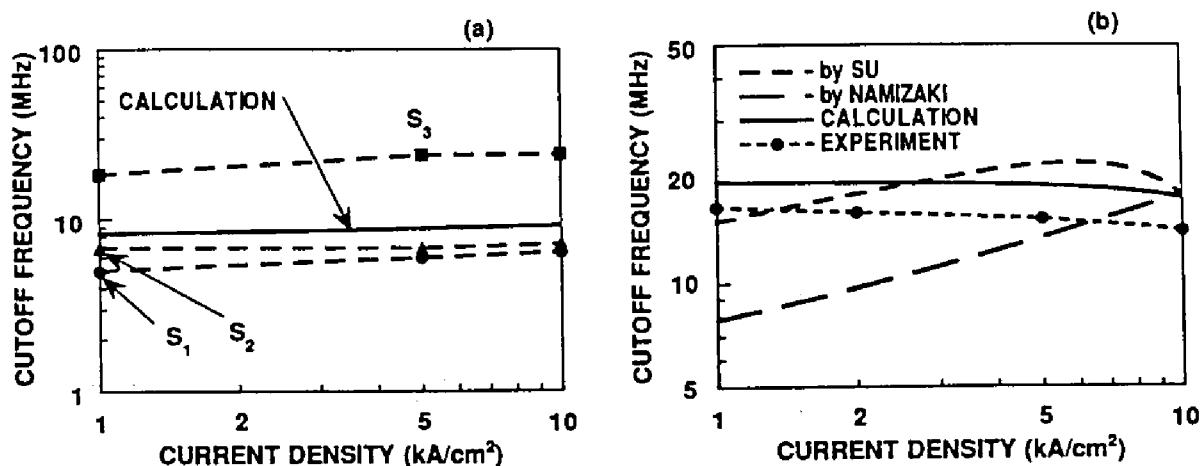 (a)
CUTOFF FREQUENCY (MHz)
100
10
1
CALCULATION
S3
S1
S2
1 2 5 10
CURRENT DENSITY (kA/cm²)
(b)
CUTOFF FREQUENCY (MHz)
50
20
10
5
by SU
by NAMIZAKI
CALCULATION
EXPERIMENT
1 2 5 10
CURRENT DENSITY (kA/cm²)